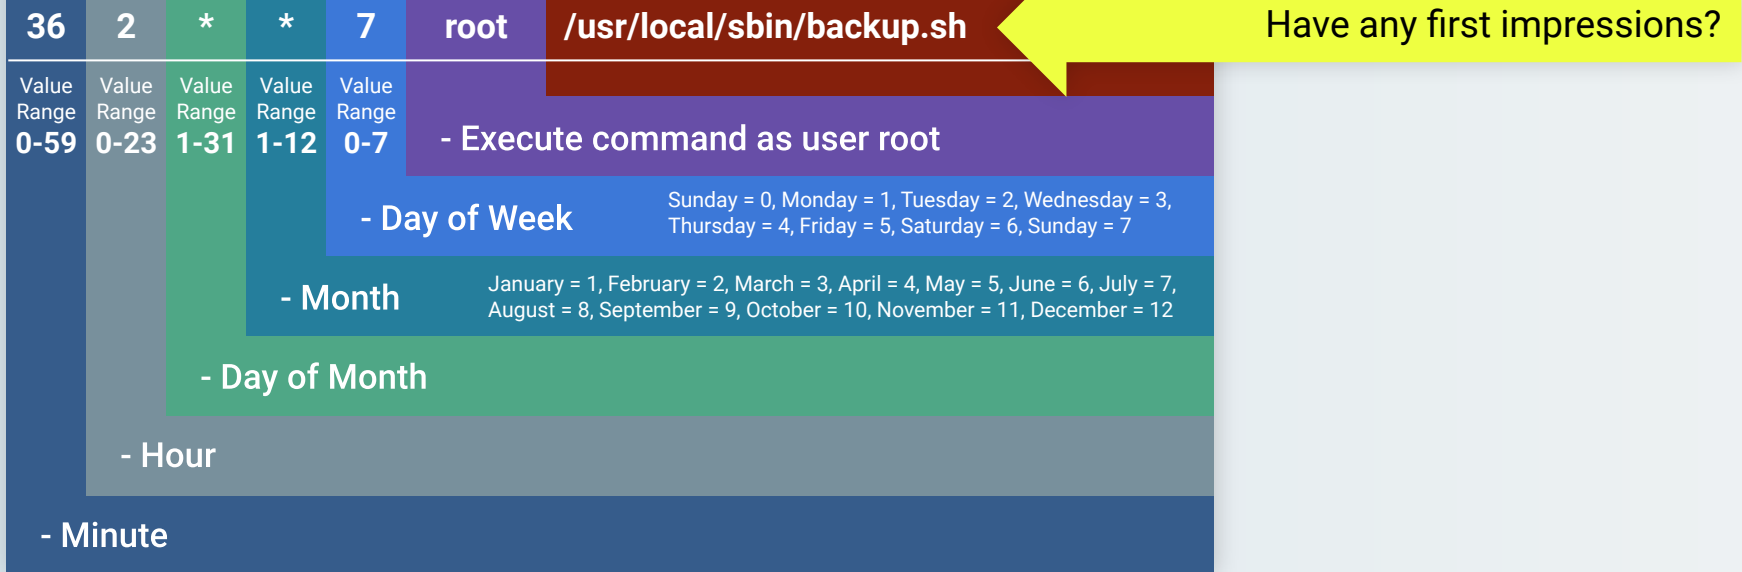 36 2 * * 7 root /usr/local/sbin/backup.sh
Have any first impressions?
Value Value Value Value Value
Range Range Range Range Range
0-59 0-23 1-31 1-12 0-7
- Execute command as user root
- Day of Week
Sunday = 0, Monday = 1, Tuesday = 2, Wednesday = 3,
Thursday = 4, Friday = 5, Saturday = 6, Sunday = 7
- Month
January = 1, February = 2, March = 3, April = 4, May = 5, June = 6, July = 7,
August = 8, September = 9, October = 10, November = 11, December = 12
- Day of Month
- Hour
- Minute